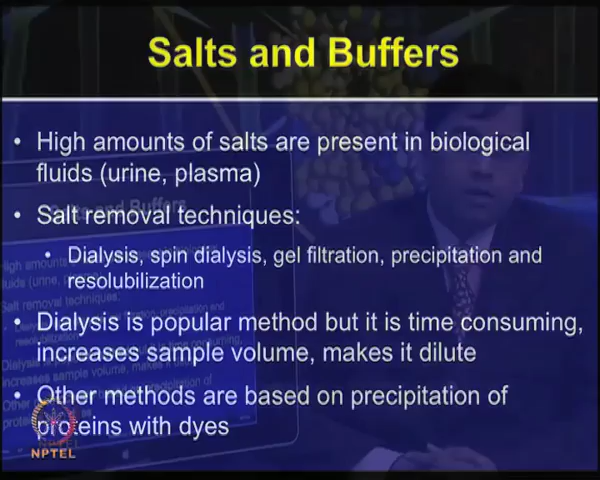 Salts and Buffers
• High amounts of salts are present in biological
fluids (urine, plasma)
• Salt removal techniques:
• Dialysis, spin dialysis, gel filtration, precipitation and
resolubilization
• Dialysis is popular method but it is time consuming,
increases sample volume, makes it dilute
• Other methods are based on precipitation of
proteins with dyes
NPTEL